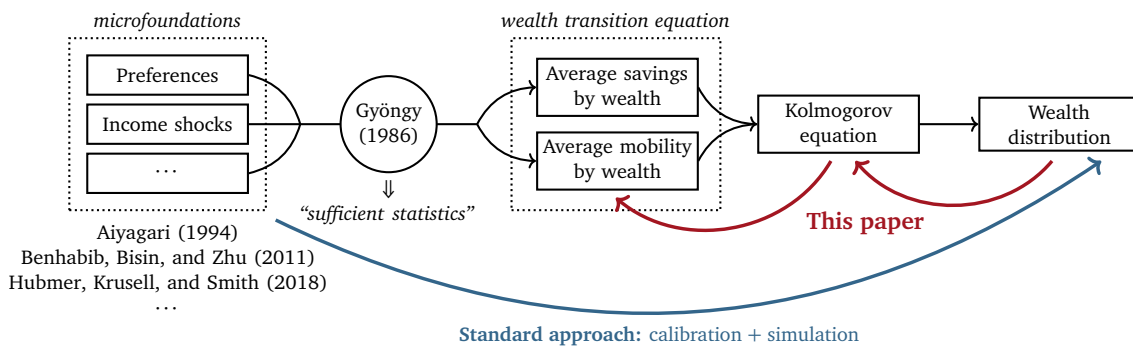 microfoundations
Preferences
Income shocks
...
Aiyagari (1994)
Benhabib, Bisin, and Zhu (2011)
Hubmer, Krusell, and Smith (2018)
...
Gyöngy
(1986)
⇓
“sufficient statistics”
wealth transition equation
Average savings
by wealth
Average mobility
by wealth
Kolmogorov
equation
Wealth
distribution
This paper
Standard approach: calibration + simulation